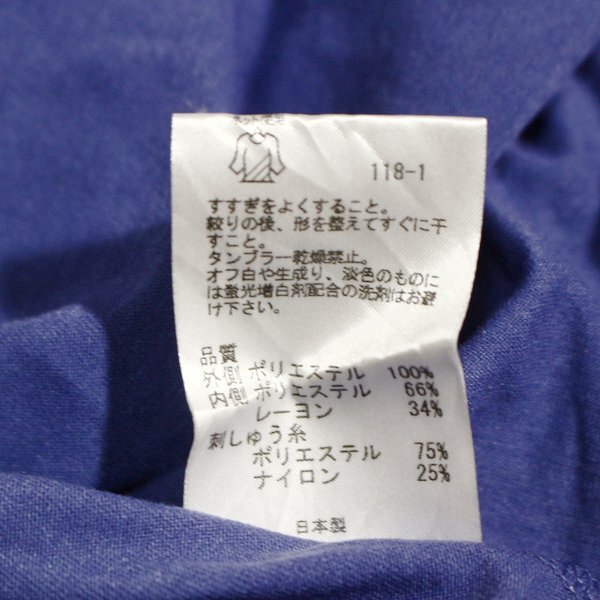 ネット使用
118-1
すすぎをよくすること。
絞りの後、形を整えてすぐに干
すこと。
タンブラー乾燥禁止。
オフ白や生成り、淡色のものに
は蛍光増白剤配合の洗剤はお避
け下さい。
品質
外側 ポリエステル 100%
内側 ポリエステル 66%
レーヨン 34%
刺しゅう糸
ポリエステル 75%
ナイロン 25%
日本製